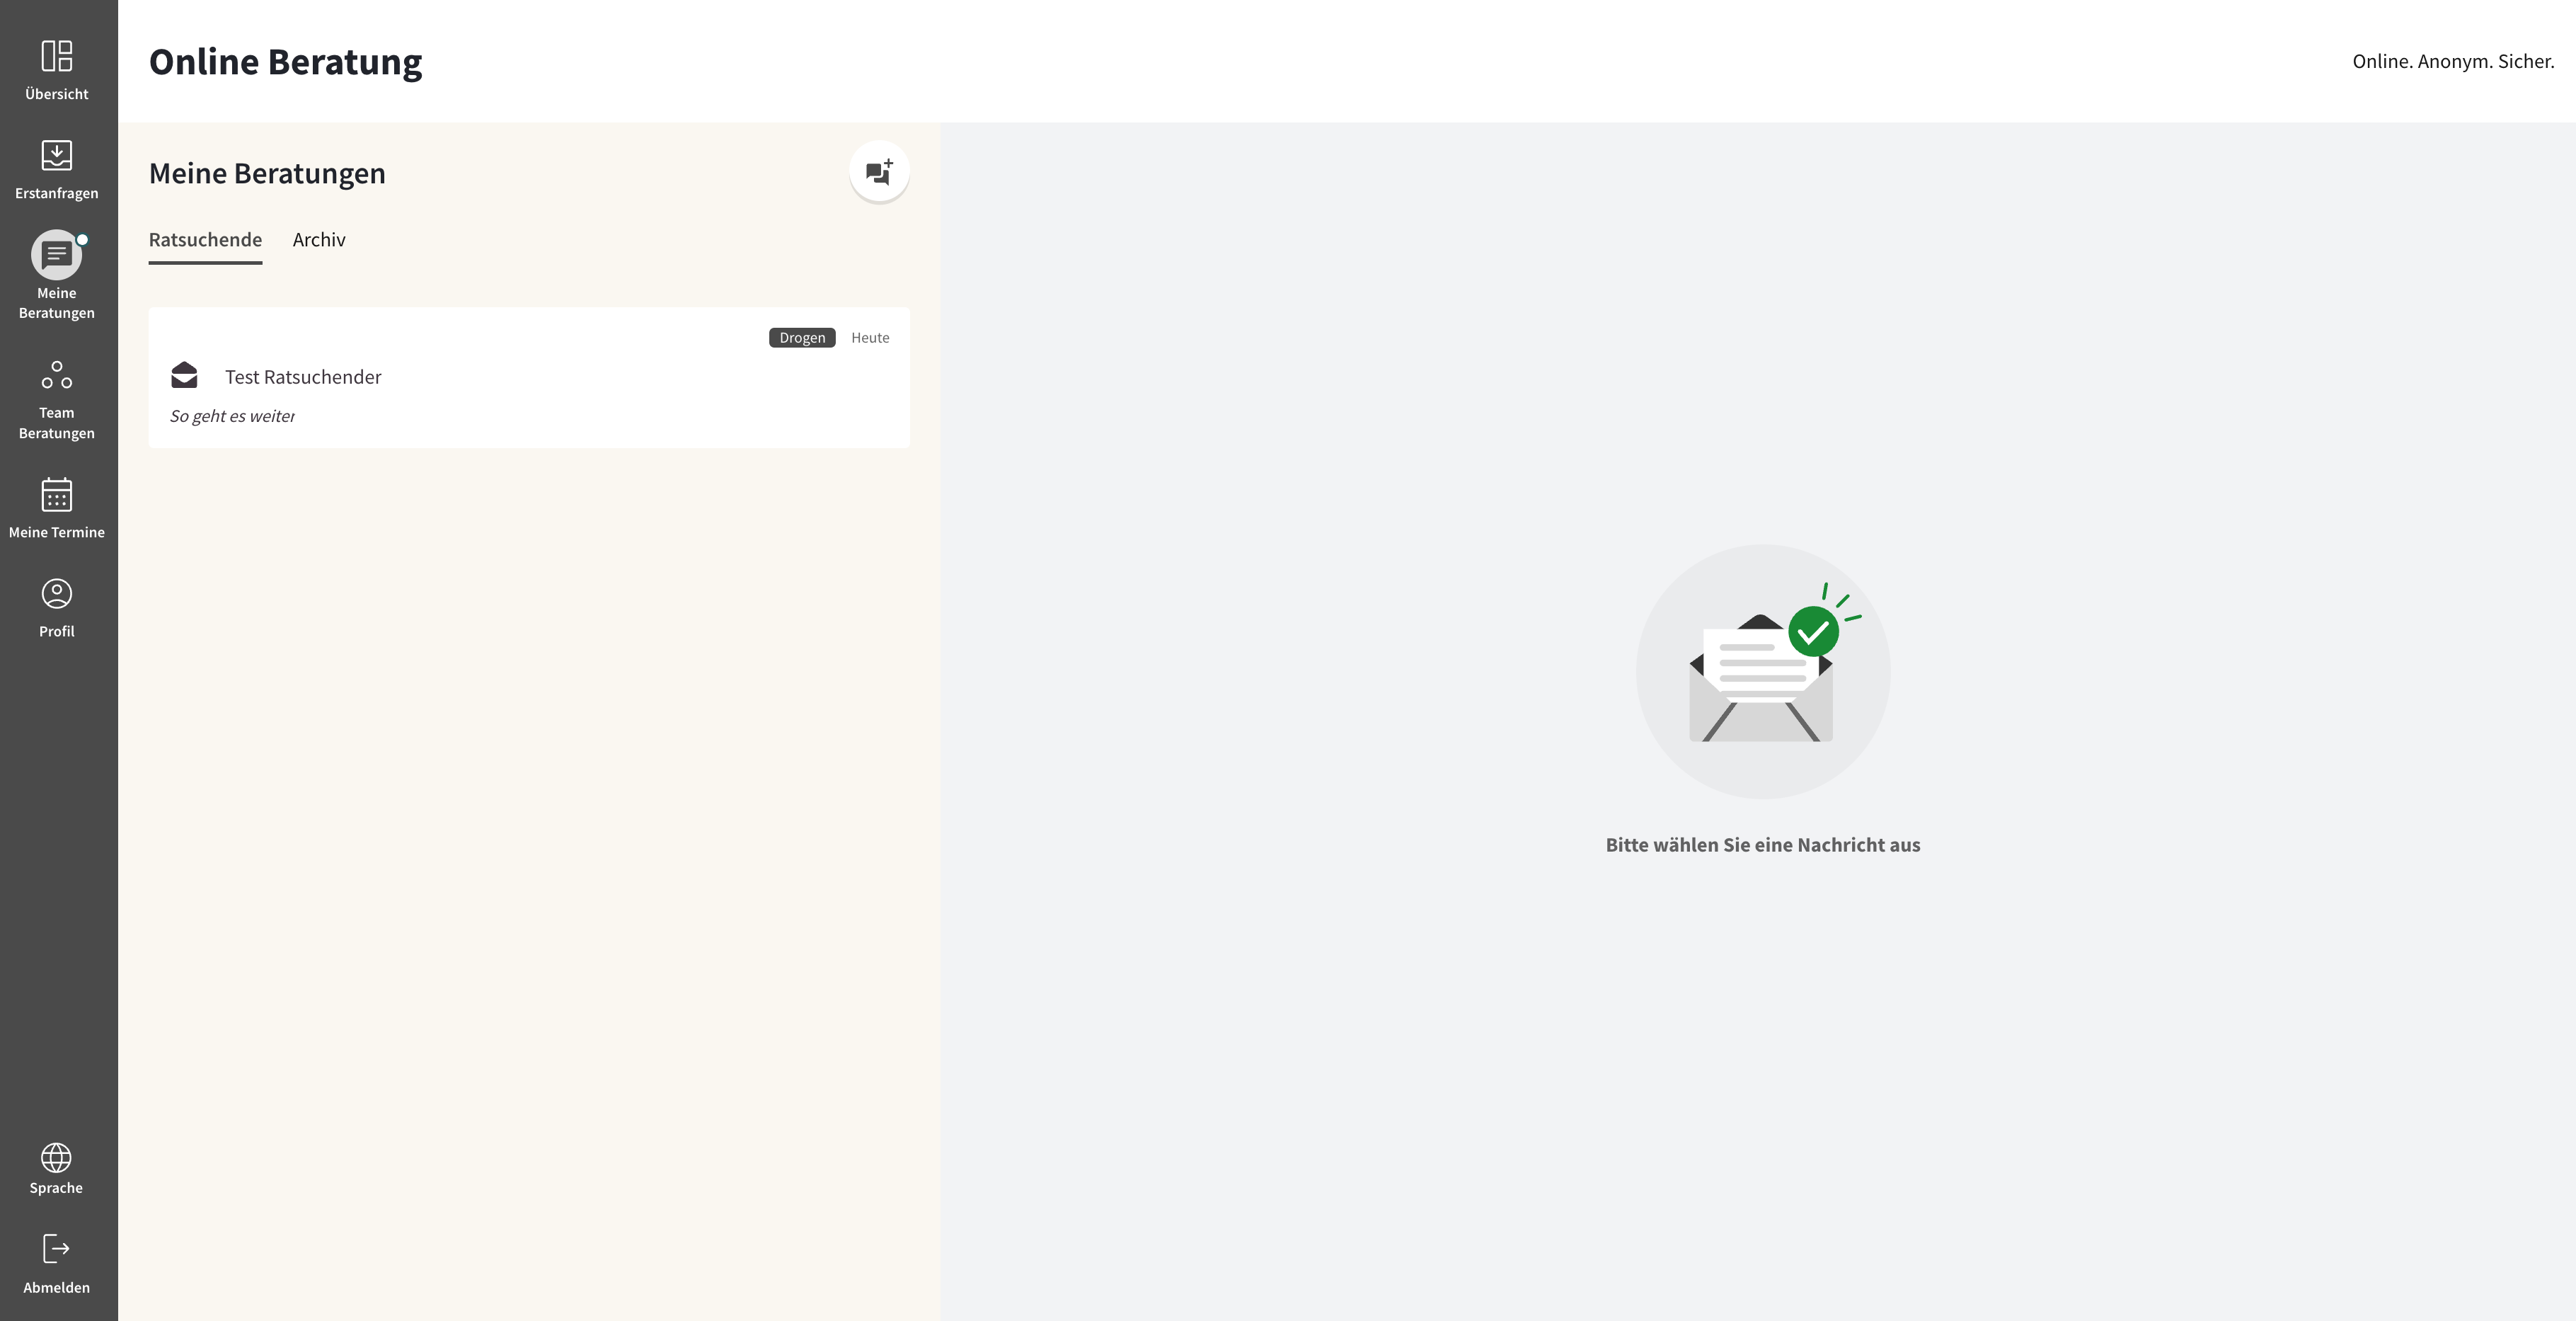 Übersicht
Erstanfragen
Meine
Beratungen
Team
Beratungen
Meine Termine
Profil
Sprache
Abmelden
Online Beratung
Online. Anonym. Sicher.
Meine Beratungen
Ratsuchende Archiv
Drogen Heute
Test Ratsuchender
So geht es weiter
Bitte wählen Sie eine Nachricht aus